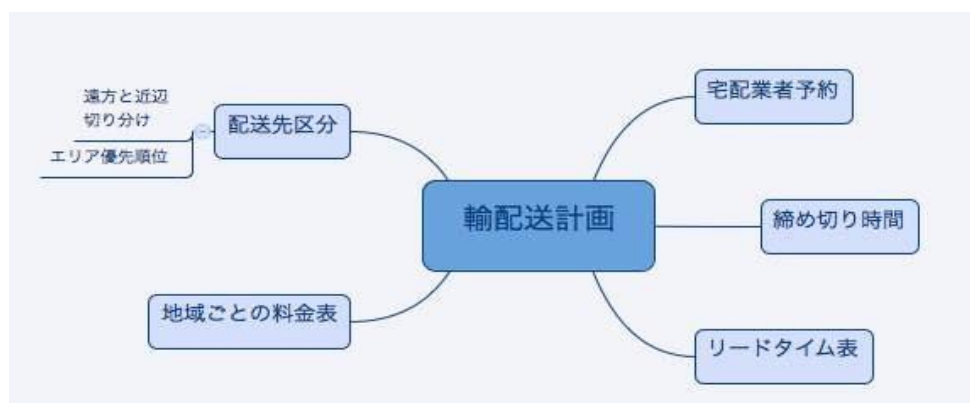 遠方と近辺
切り分け
エリア優先順位
配送先区分
宅配業者予約
輸配送計画
締め切り時間
地域ごとの料金表
リードタイム表